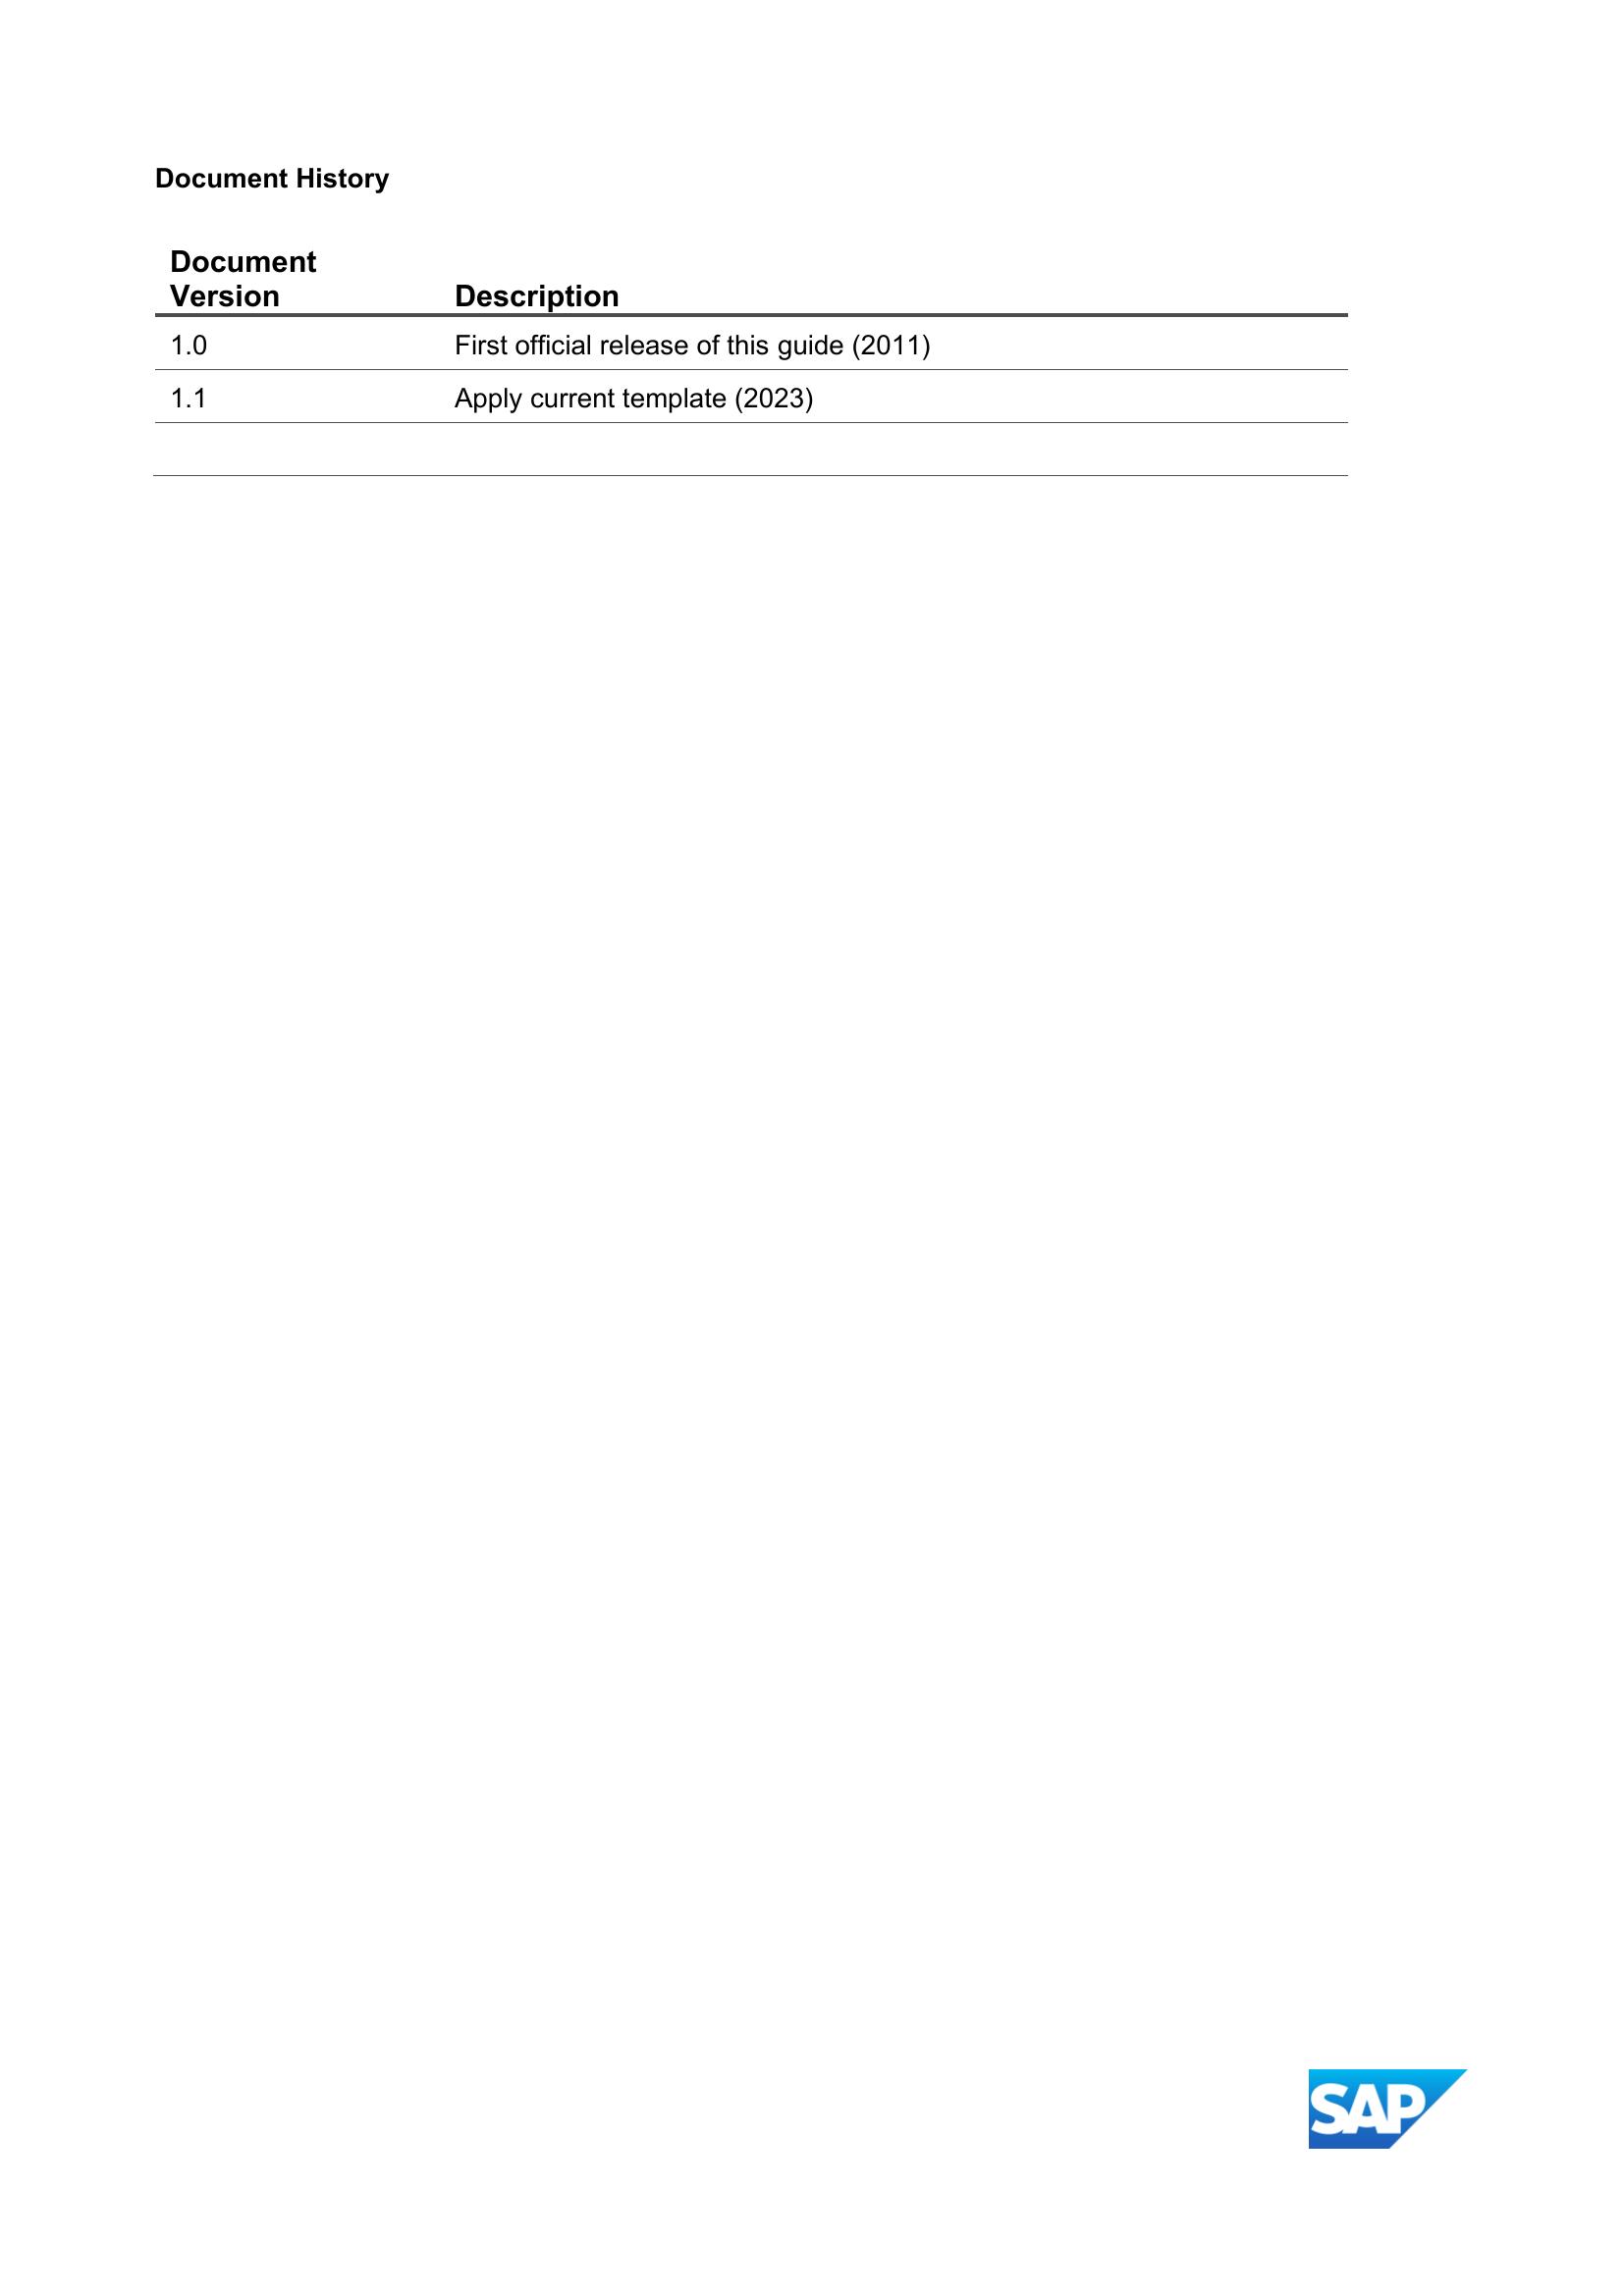 Document History
Document
Version Description
1.0 First official release of this guide (2011)
1.1 Apply current template (2023)
SAP